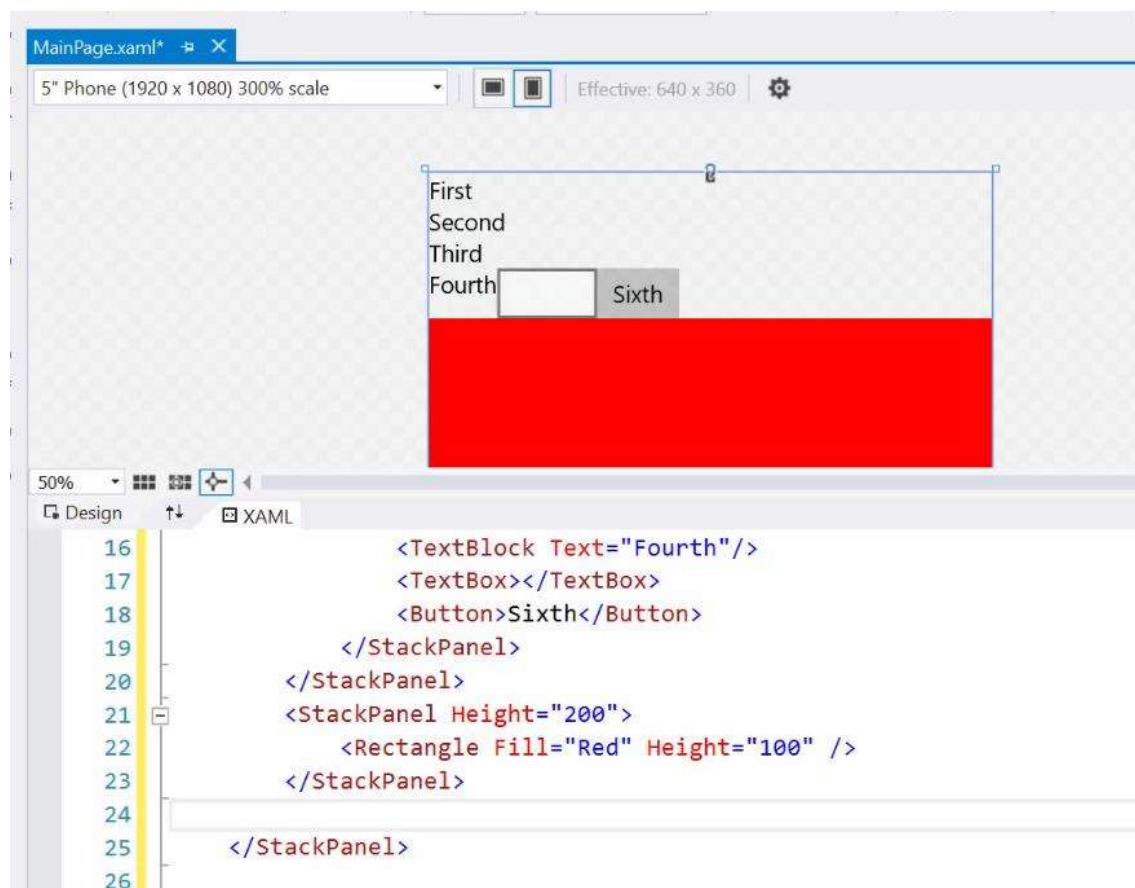 MainPage.xaml*
5" Phone (1920 x 1080) 300% scale
Effective: 640 x 360
First
Second
Third
Fourth
Sixth
50%
Design
XAML
16 <TextBlock Text="Fourth"/>
17 <TextBox></TextBox>
18 <Button>Sixth</Button>
19 </StackPanel>
20 </StackPanel>
21 <StackPanel Height="200">
22 <Rectangle Fill="Red" Height="100" />
23 </StackPanel>
24
25 </StackPanel>
26